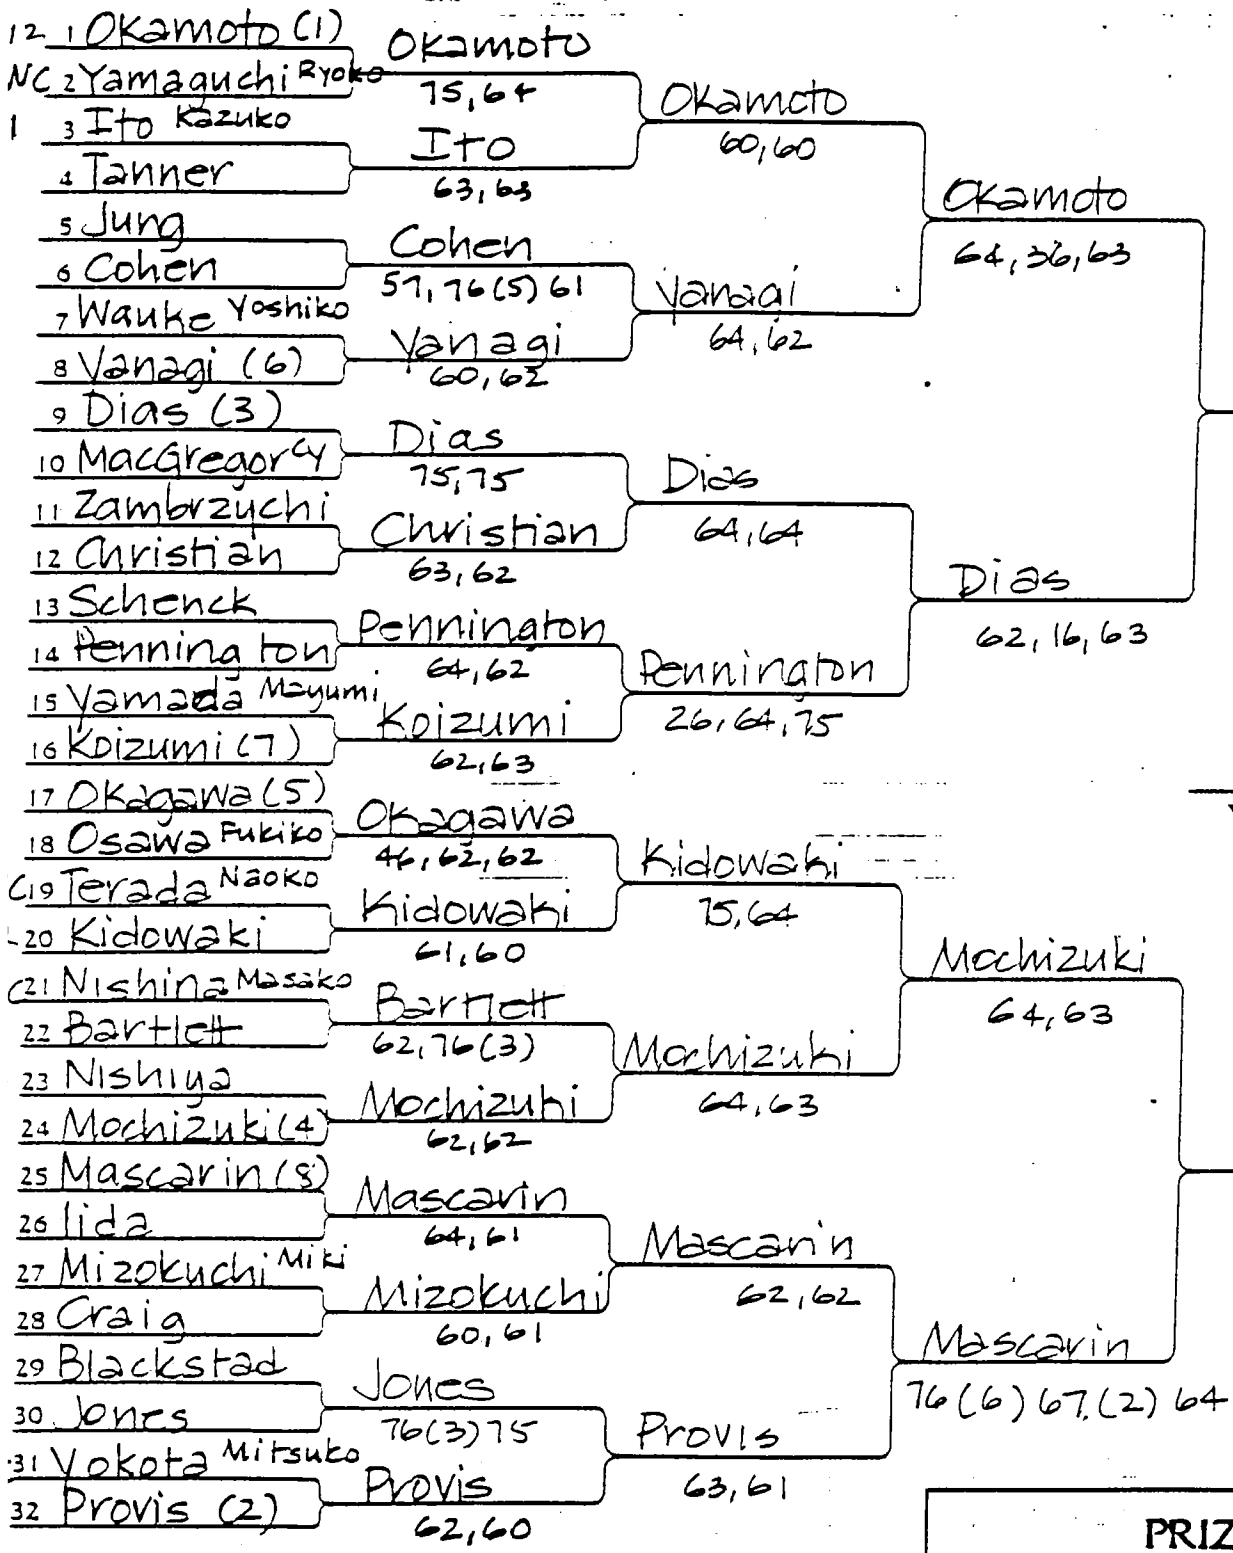 12 1 Okamoto (1)
NC 2 Yamaguchi Ryoko
1 3 Ito Kazuko
4 Tanner
5 Jung
6 Cohen
7 Wauke Yoshiko
8 Yanagi (6)
9 Dias (3)
10 MacGregor Cy
11 Zambrzychi
12 Christian
13 Schenck
14 Pennington
15 Yamada Mayumi
16 Koizumi (7)
17 Okagawa (5)
18 Osawa Fukiko
C19 Terada Naoko
20 Kidowaki
C21 Nishina Masako
22 Bartlett
23 Nishiya
24 Mochizuki (4)
25 Mascarin (8)
26 Iida
27 Mizokuchi Miki
28 Craig
29 Blackstad
30 Jones
31 Yokota Mitsuko
32 Provis (2)
Okamoto
75, 64
Ito
63, 63
Cohen
57, 76(5) 61
Yanagi
60, 62
Dias
75, 75
Christian
63, 62
Pennington
64, 62
Koizumi
62, 63
Okagawa
46, 62, 62
Kidowaki
61, 60
Bartlett
62, 76(3)
Mochizuki
62, 62
Mascarin
64, 61
Mizokuchi
60, 61
Jones
76(3) 75
Provis
62, 60
Okamoto
60, 60
Yanagi
64, 62
Dias
64, 64
Pennington
26, 64, 75
Kidowaki
75, 64
Mochizuki
64, 63
Mascarin
62, 62
Provis
63, 61
Okamoto
64, 36, 63
Dias
62, 16, 63
Mochizuki
64, 63
Mascarin
76 (6) 67, (2) 64
PRIZ